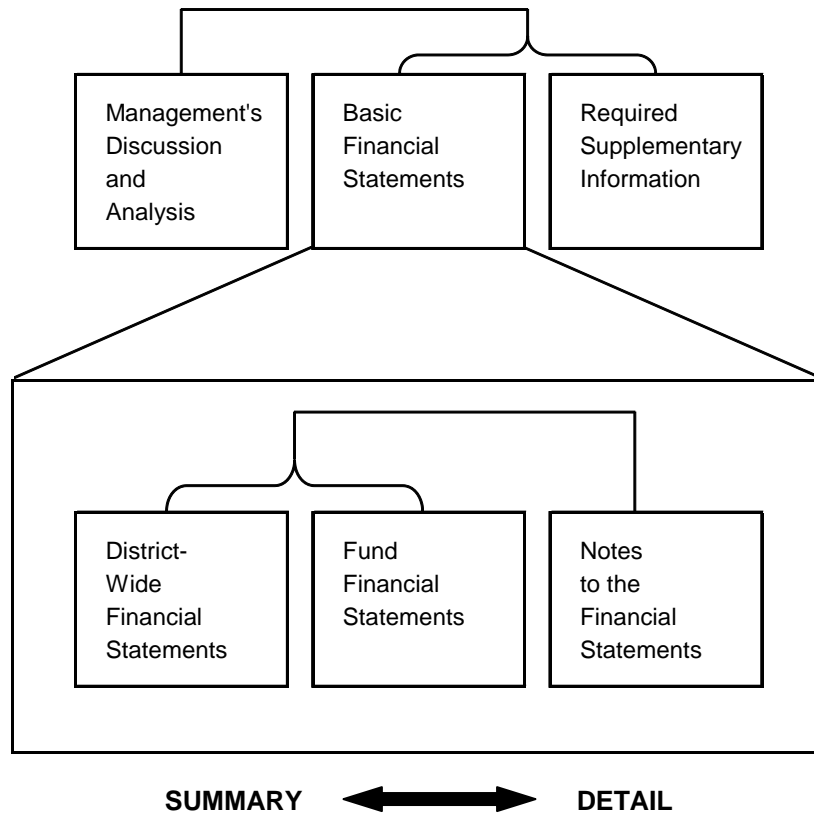 Management's
Discussion
and
Analysis
Basic
Financial
Statements
Required
Supplementary
Information
District-
Wide
Financial
Statements
Fund
Financial
Statements
Notes
to the
Financial
Statements
SUMMARY DETAIL